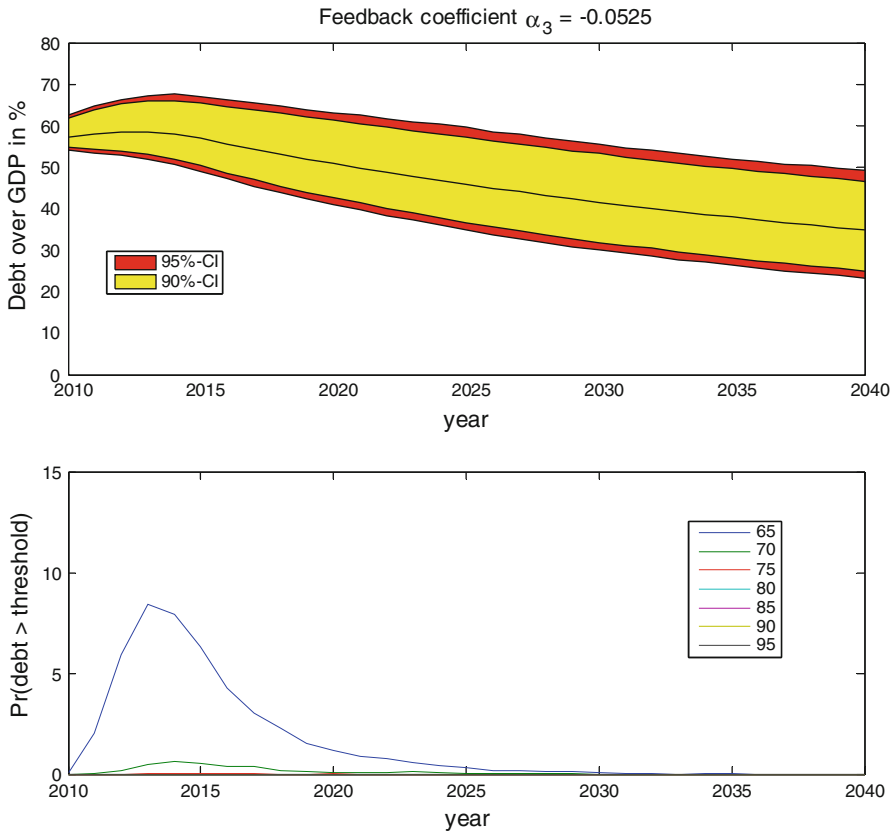 Feedback coefficient α3 = -0.0525
Debt over GDP in %
80
70
60
50
40
30
20
10
0
95%-CI
90%-CI
2010 2015 2020 2025 2030 2035 2040
year
Pr(debt > threshold)
15
10
5
0
65
70
75
80
85
90
95
2010 2015 2020 2025 2030 2035 2040
year